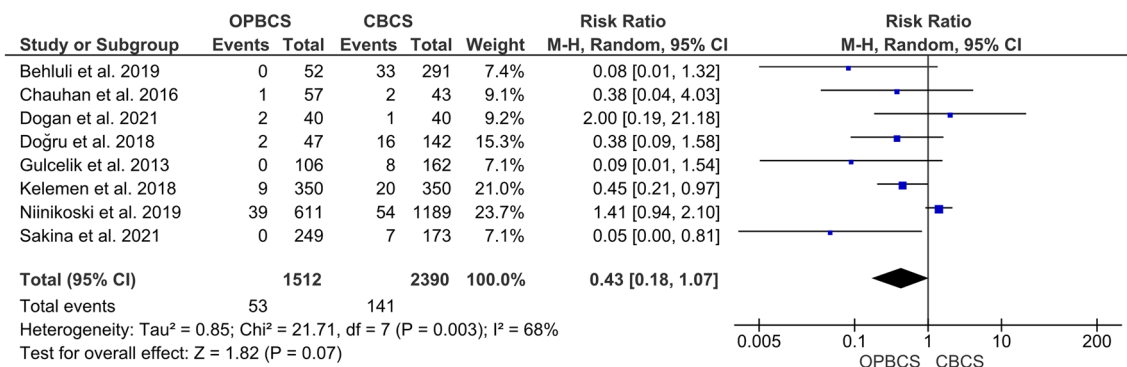 OPBCS CBCS Risk Ratio Risk Ratio
Study or Subgroup Events Total Events Total Weight M-H, Random, 95% CI M-H, Random, 95% CI
Behluli et al. 2019 0 52 33 291 7.4% 0.08 [0.01, 1.32]
Chauhan et al. 2016 1 57 2 43 9.1% 0.38 [0.04, 4.03]
Dogan et al. 2021 2 40 1 40 9.2% 2.00 [0.19, 21.18]
Doğru et al. 2018 2 47 16 142 15.3% 0.38 [0.09, 1.58]
Gulcelik et al. 2013 0 106 8 162 7.1% 0.09 [0.01, 1.54]
Kelemen et al. 2018 9 350 20 350 21.0% 0.45 [0.21, 0.97]
Niinikoski et al. 2019 39 611 54 1189 23.7% 1.41 [0.94, 2.10]
Sakina et al. 2021 0 249 7 173 7.1% 0.05 [0.00, 0.81]
Total (95% CI) 1512 2390 100.0% 0.43 [0.18, 1.07]
Total events 53 141
Heterogeneity: Tau² = 0.85; Chi² = 21.71, df = 7 (P = 0.003); I² = 68%
Test for overall effect: Z = 1.82 (P = 0.07)
0.005 0.1 1 10 200
OPBCS CBCS